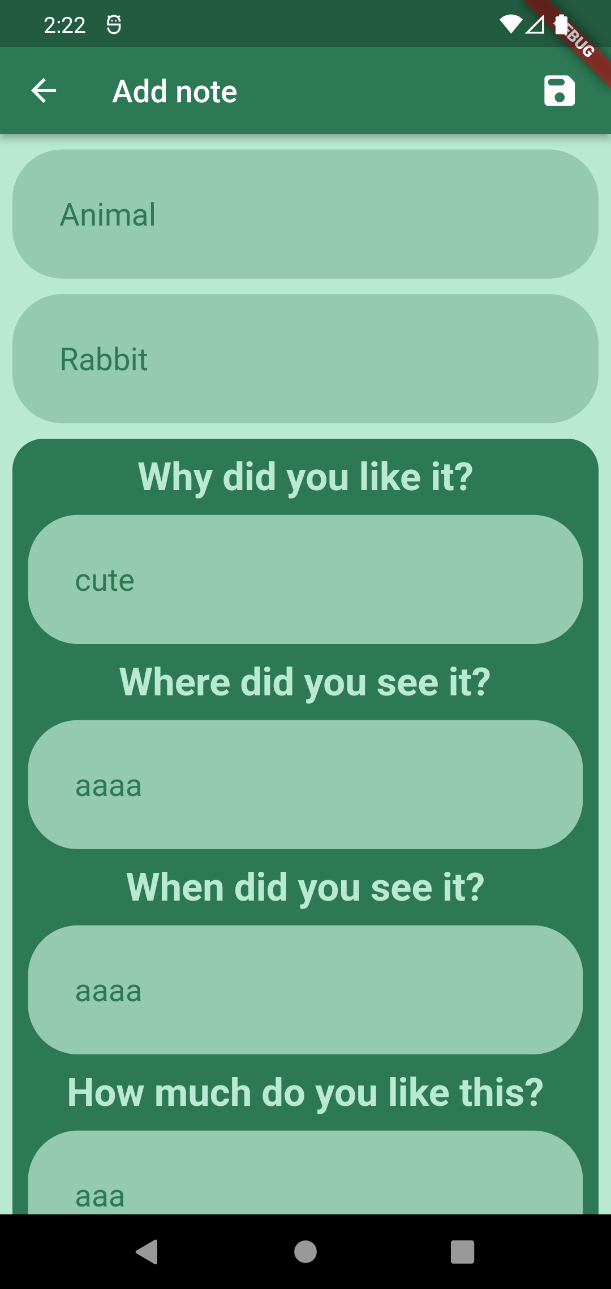 2:22
DEBUG
Add note
Animal
Rabbit
Why did you like it?
cute
Where did you see it?
aaaa
When did you see it?
aaaa
How much do you like this?
aaa